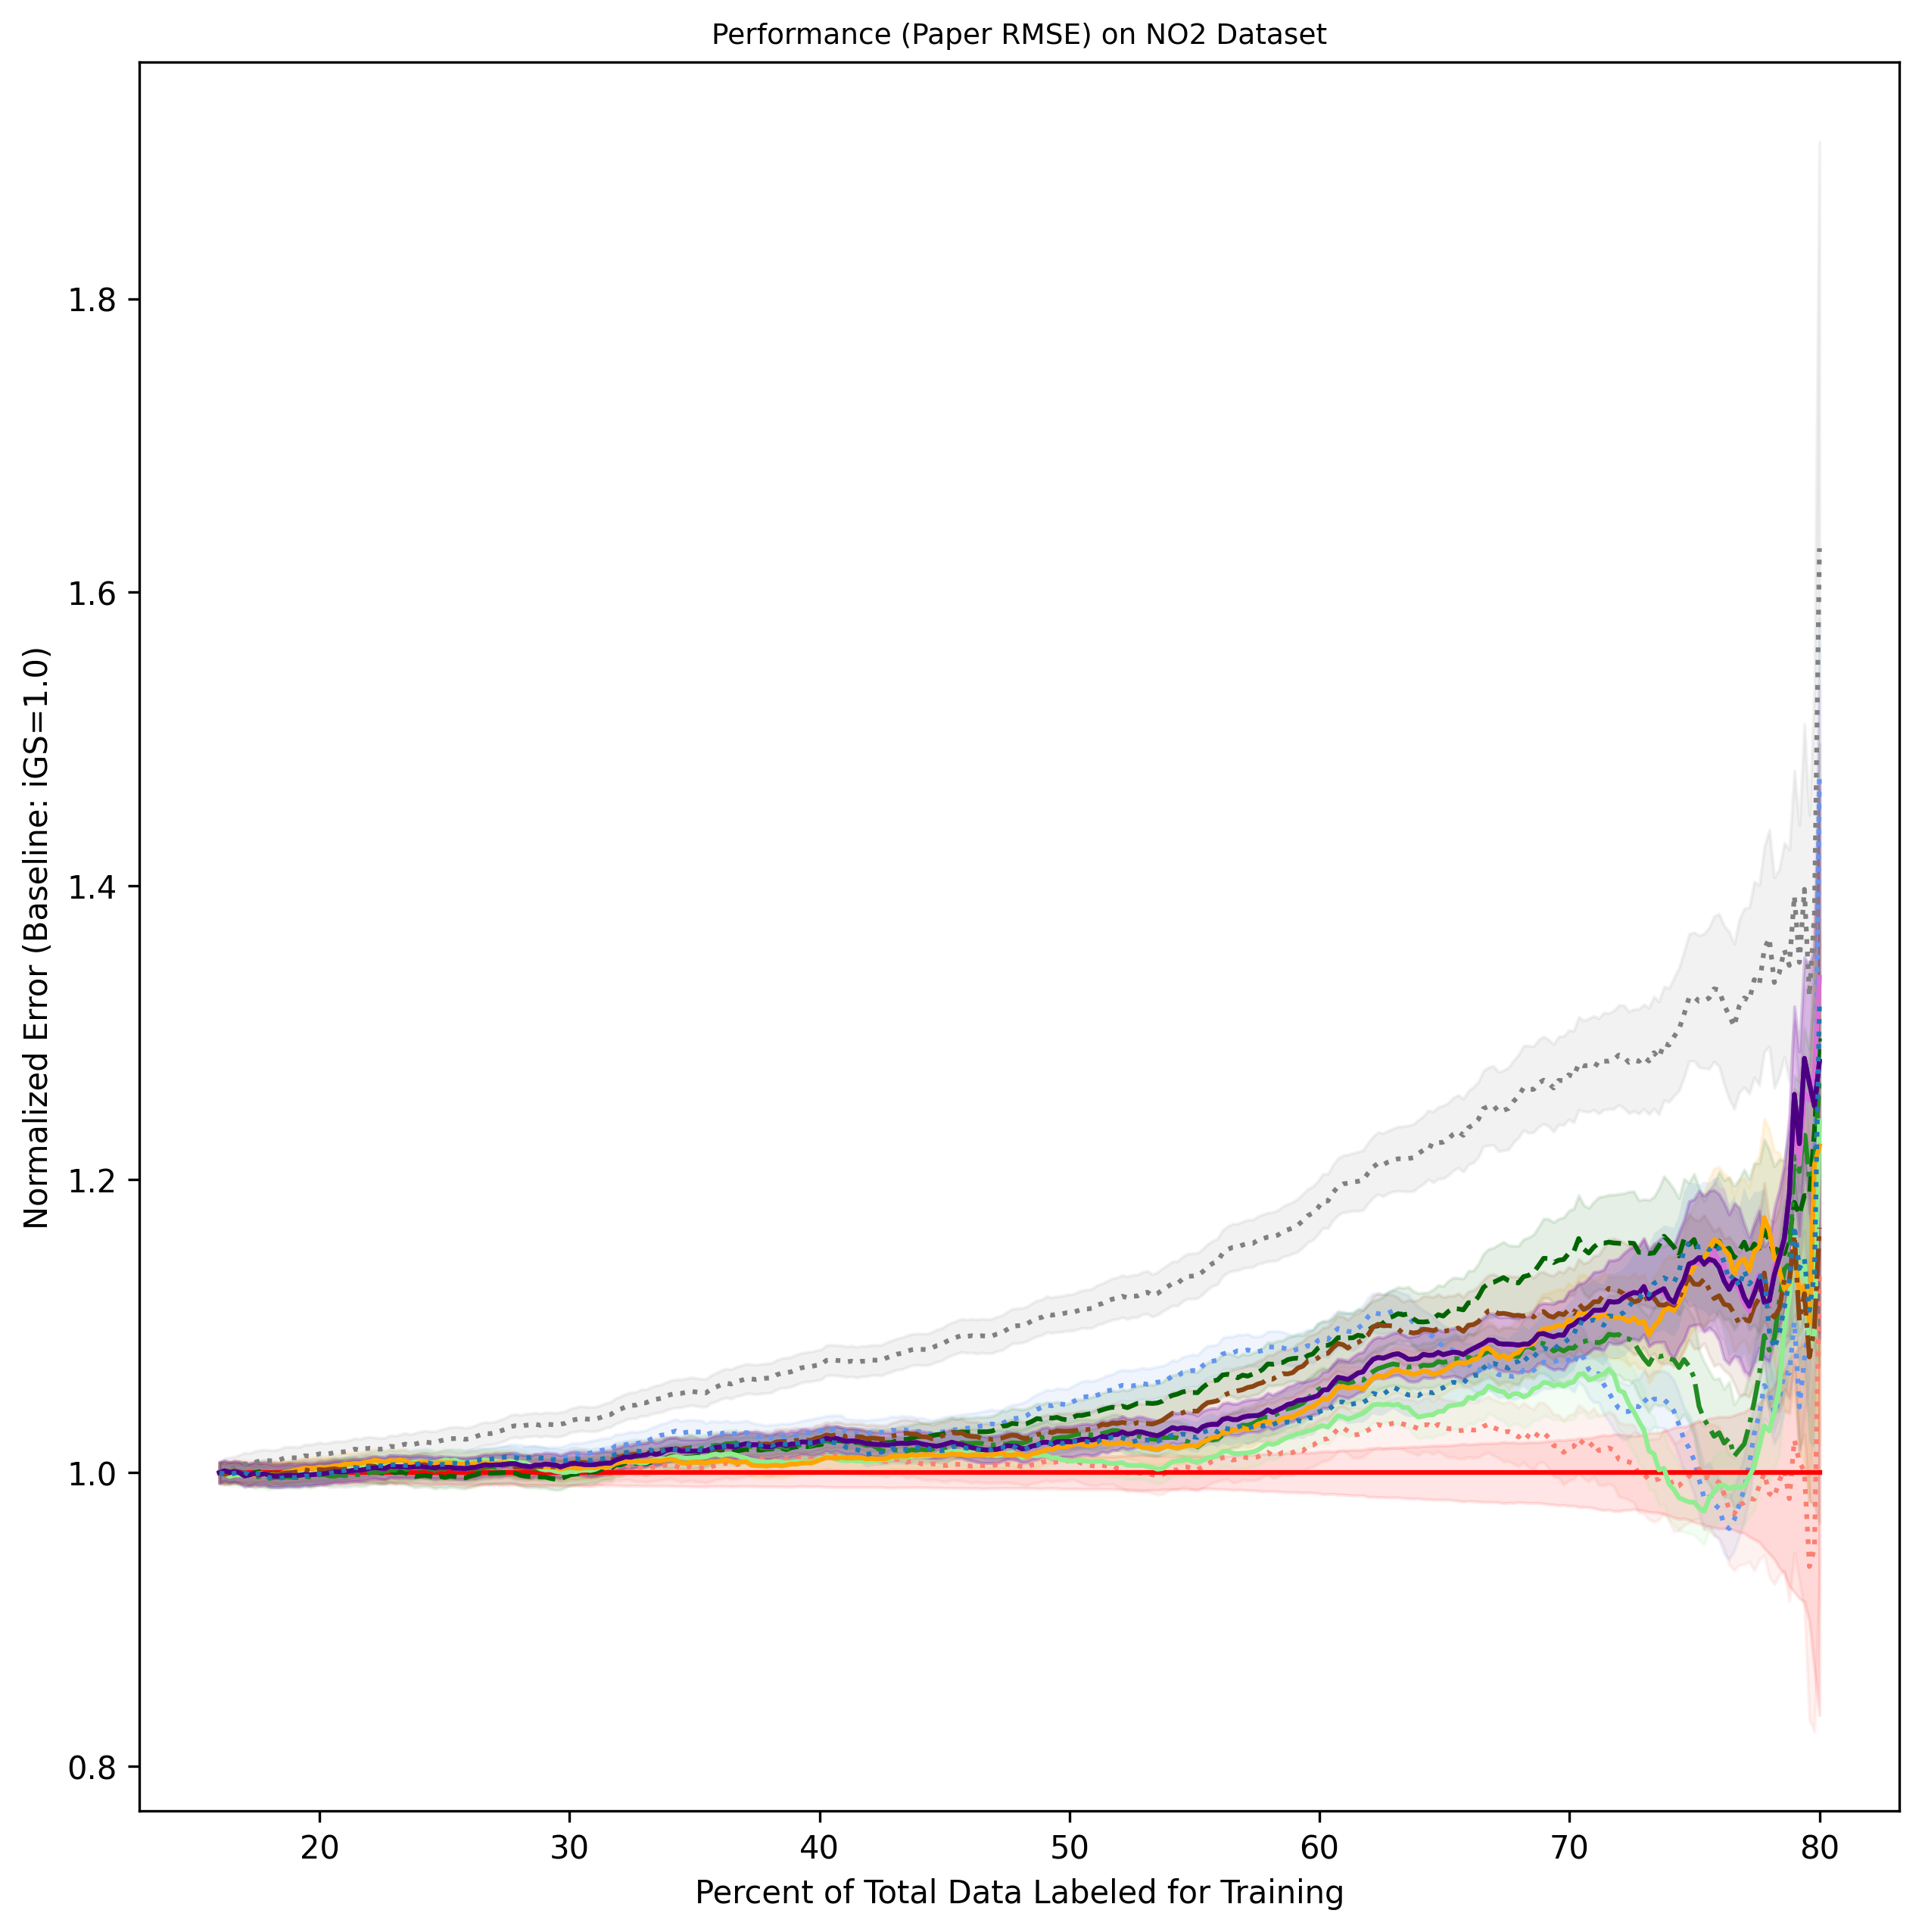 Performance (Paper RMSE) on NO2 Dataset
Normalized Error (Baseline: iGS=1.0)
1.8
1.6
1.4
1.2
1.0
0.8
20 30 40 50 60 70 80
Percent of Total Data Labeled for Training